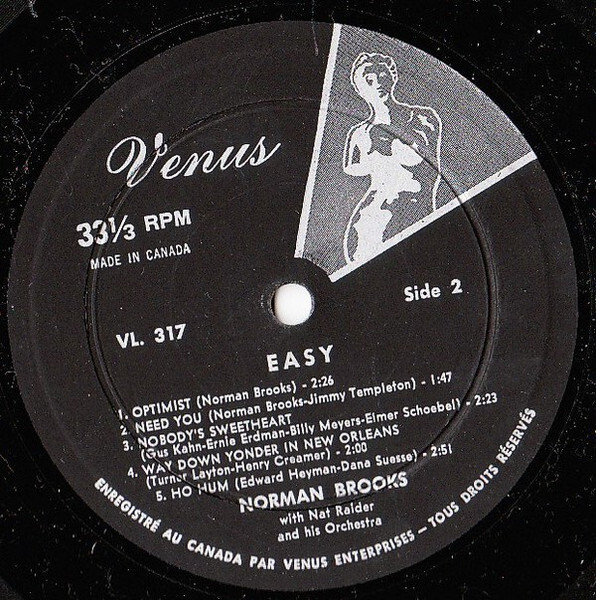 Venus
33⅓ RPM
MADE IN CANADA
Side 2
VL. 317
EASY
1. OPTIMIST (Norman Brooks) - 2:26
2. NEED YOU (Norman Brooks-Jimmy Templeton) - 1:47
3. NOBODY'S SWEETHEART
(Gus Kahn-Ernie Erdman-Billy Meyers-Elmer Schoebel) - 2:23
4. WAY DOWN YONDER IN NEW ORLEANS
(Turner Layton-Henry Creamer) - 2:00
5. HO HUM (Edward Heyman-Dana Suesse) - 2:51
NORMAN BROOKS
with Nat Raider
and his Orchestra
ENREGISTRÉ AU CANADA PAR VENUS ENTERPRISES — TOUS DROITS RÉSERVÉS